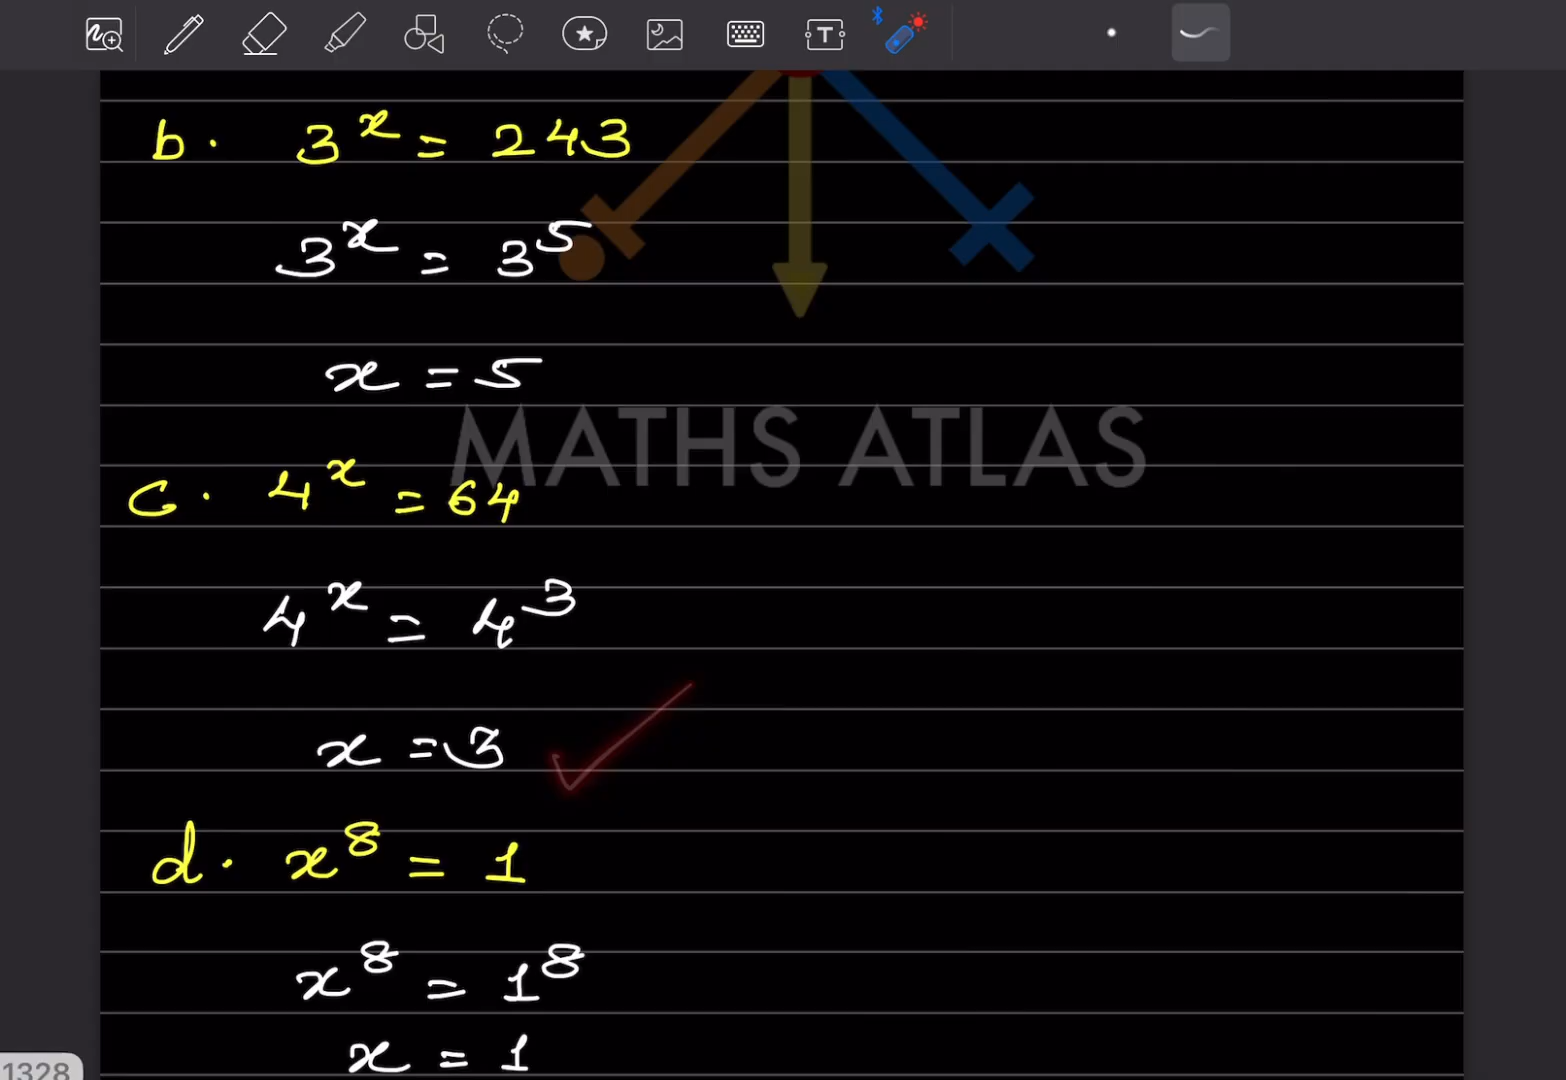 b. 3^x = 243
3^x = 3^5
x = 5
MATHS ATLAS
c. 4^x = 64
4^x = 4^3
x = 3
d. x^8 = 1
x^8 = 1^8
x = 1
1328